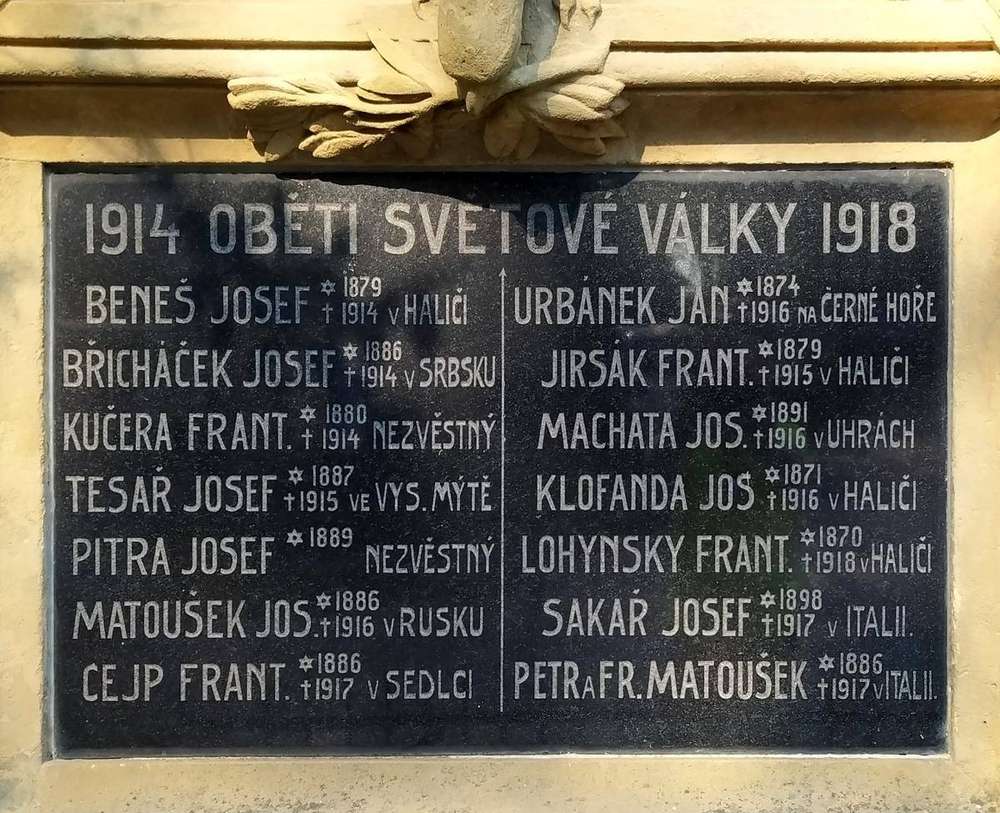 1914 OBĚTI SVĚTOVÉ VÁLKY 1918
BENEŠ JOSEF ✡ 1879 † 1914 v HALIČI
BŘICHÁČEK JOSEF ✡ 1886 † 1914 v SRBSKU
KUČERA FRANT. ✡ 1880 † 1914 NEZVĚSTNÝ
TESAŘ JOSEF ✡ 1887 † 1915 VE VYS. MÝTĚ
PITRA JOSEF ✡ 1889 NEZVĚSTNÝ
MATOUŠEK JOS. ✡ 1886 † 1916 v RUSKU
ČEJP FRANT. ✡ 1886 † 1917 v SEDLCI
URBÁNEK JAN ✡ 1874 † 1916 NA ČERNÉ HOŘE
JIRSÁK FRANT. ✡ 1879 † 1915 v HALIČI
MACHATA JOS. ✡ 1891 † 1916 v UHRÁCH
KLOFANDA JOS ✡ 1871 † 1916 v HALIČI
LOHYNSKY FRANT. ✡ 1870 † 1918 v HALIČI
SAKAŘ JOSEF ✡ 1898 † 1917 v ITALII.
PETR A FR. MATOUŠEK ✡ 1886 † 1917 v ITALII.